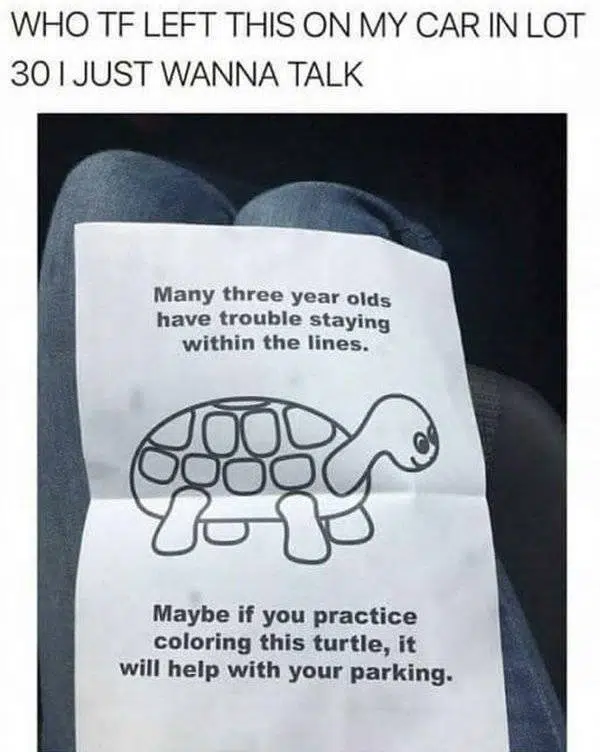 WHO TF LEFT THIS ON MY CAR IN LOT
30 I JUST WANNA TALK
Many three year olds
have trouble staying
within the lines.
Maybe if you practice
coloring this turtle, it
will help with your parking.